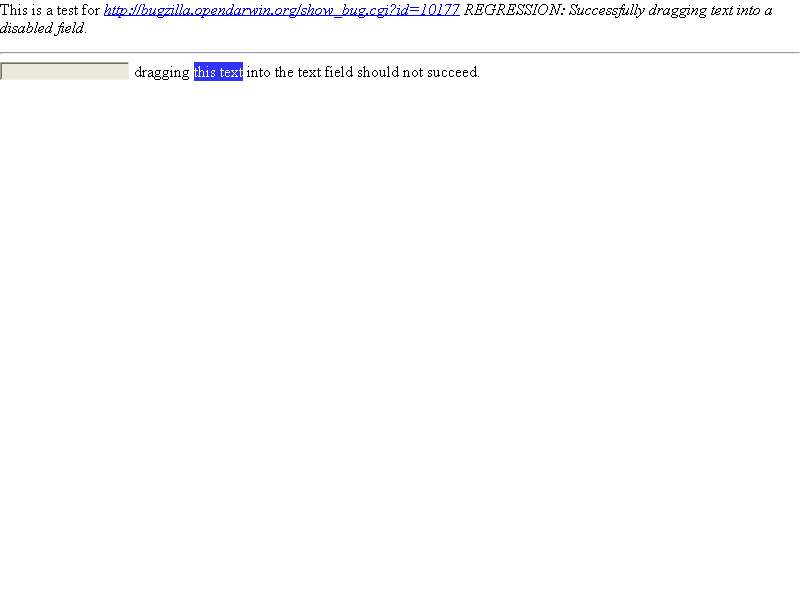 This is a test for http://bugzilla.opendarwin.org/show_bug.cgi?id=10177 REGRESSION: Successfully dragging text into a
disabled field.
dragging this text into the text field should not succeed.